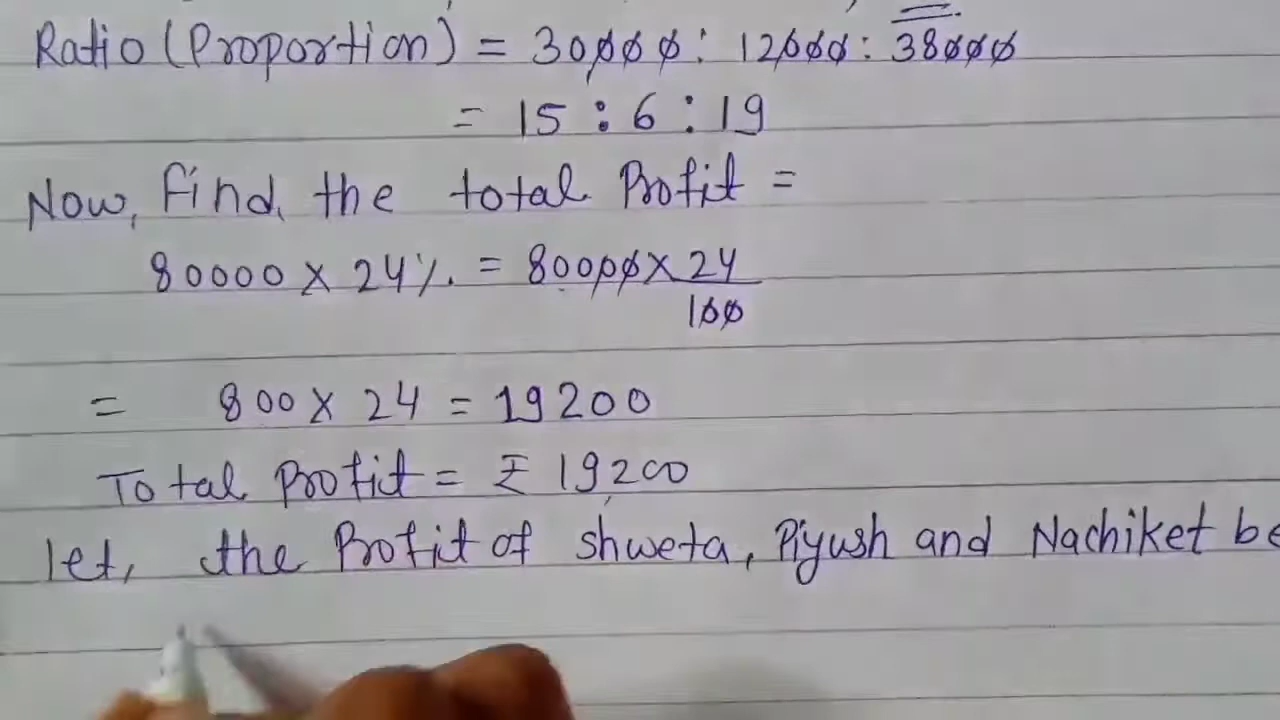 Ratio (Proportion) = 30000 : 12000 : 38000
= 15 : 6 : 19
Now, Find, the total Profit =
80000 x 24%. = 80000 x 24
100
= 800 x 24 = 19200
Total Profit = ₹ 19200
let, the Profit of shweta, Piyush and Nachiket be